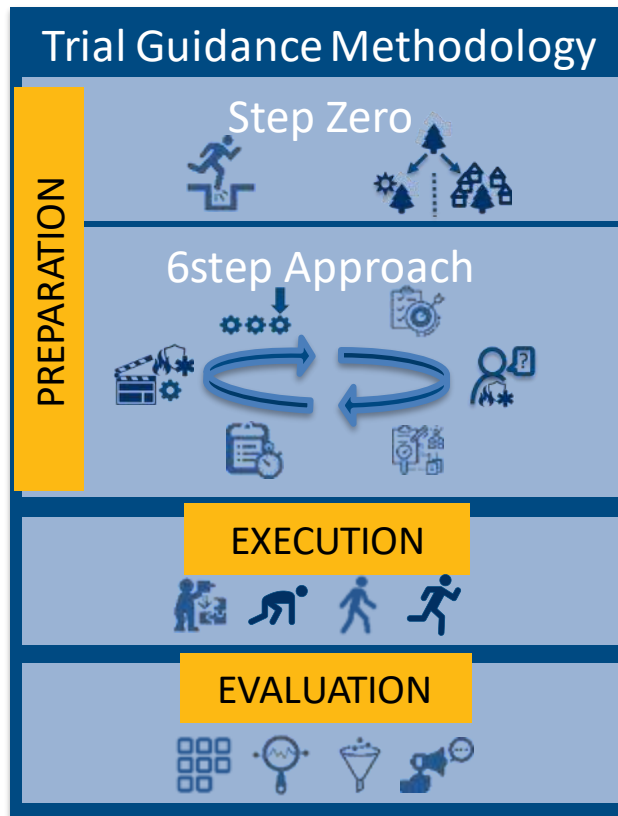 Trial Guidance Methodology
Step Zero
PREPARATION
6step Approach
?
EXECUTION
EVALUATION